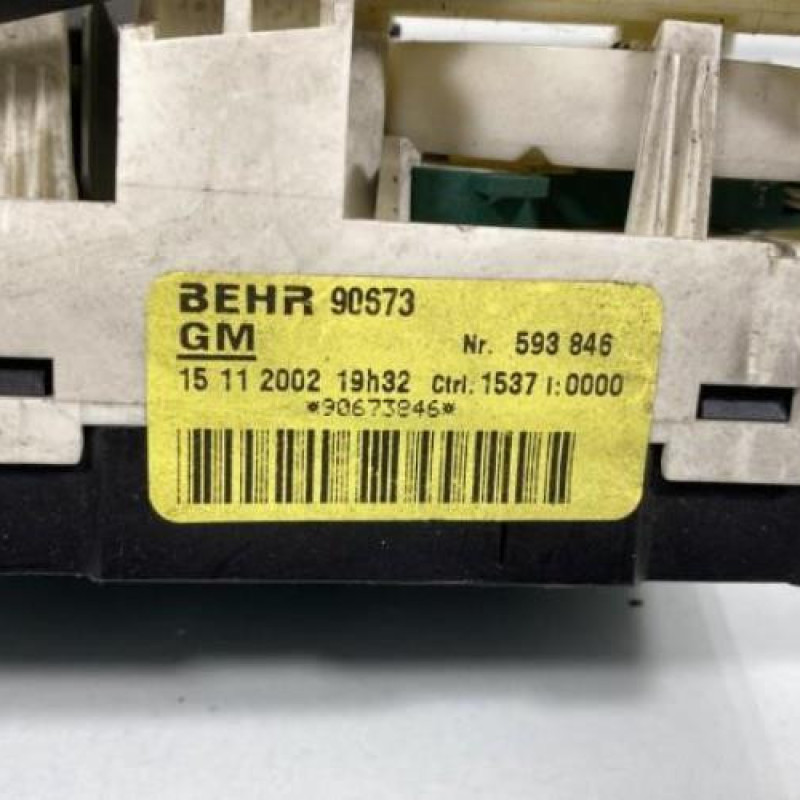 BEHR 90673
GM Nr. 593 846
15 11 2002 19h32 Ctrl. 1537 I:0000
*90673846*